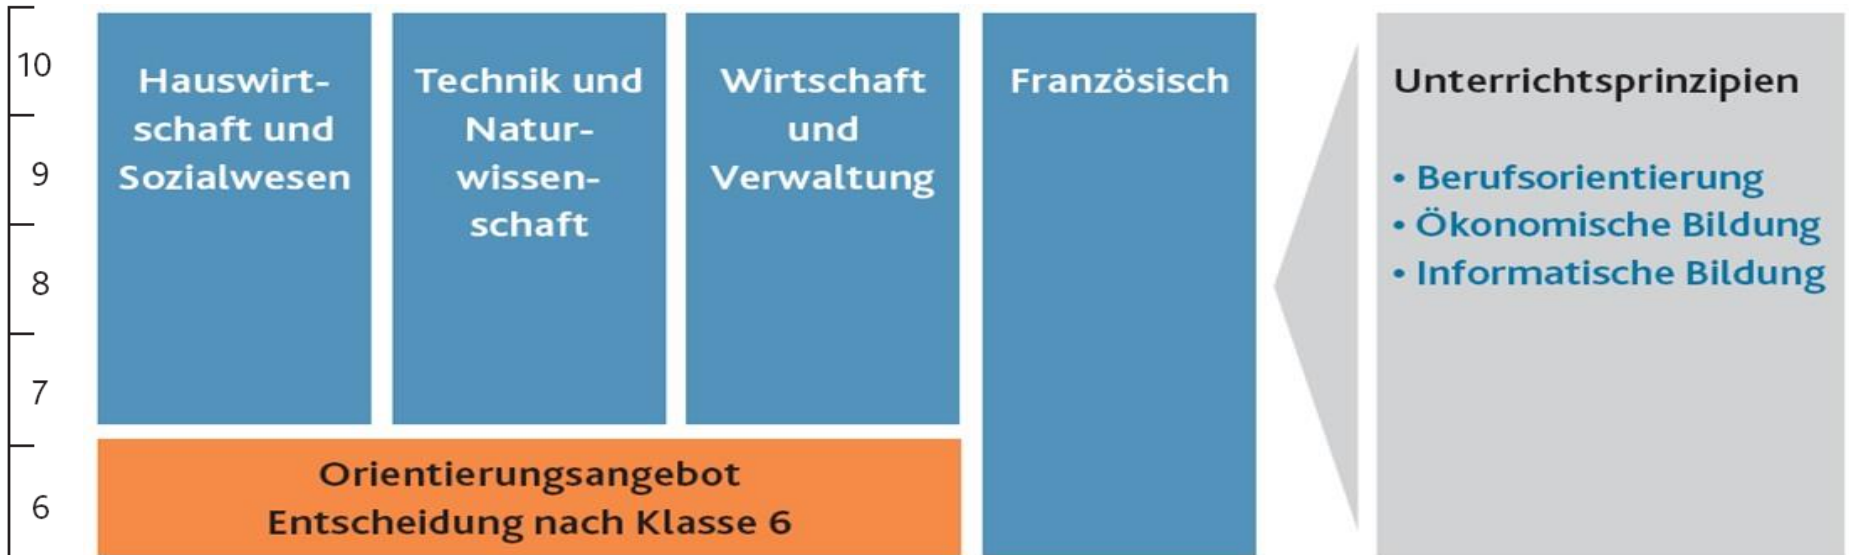 10
9
8
7
6
Hauswirt-
schaft und
Sozialwesen
Technik und
Natur-
wissen-
schaft
Wirtschaft
und
Verwaltung
Französisch
Orientierungsangebot
Entscheidung nach Klasse 6
Unterrichtsprinzipien
• Berufsorientierung
• Ökonomische Bildung
• Informatische Bildung